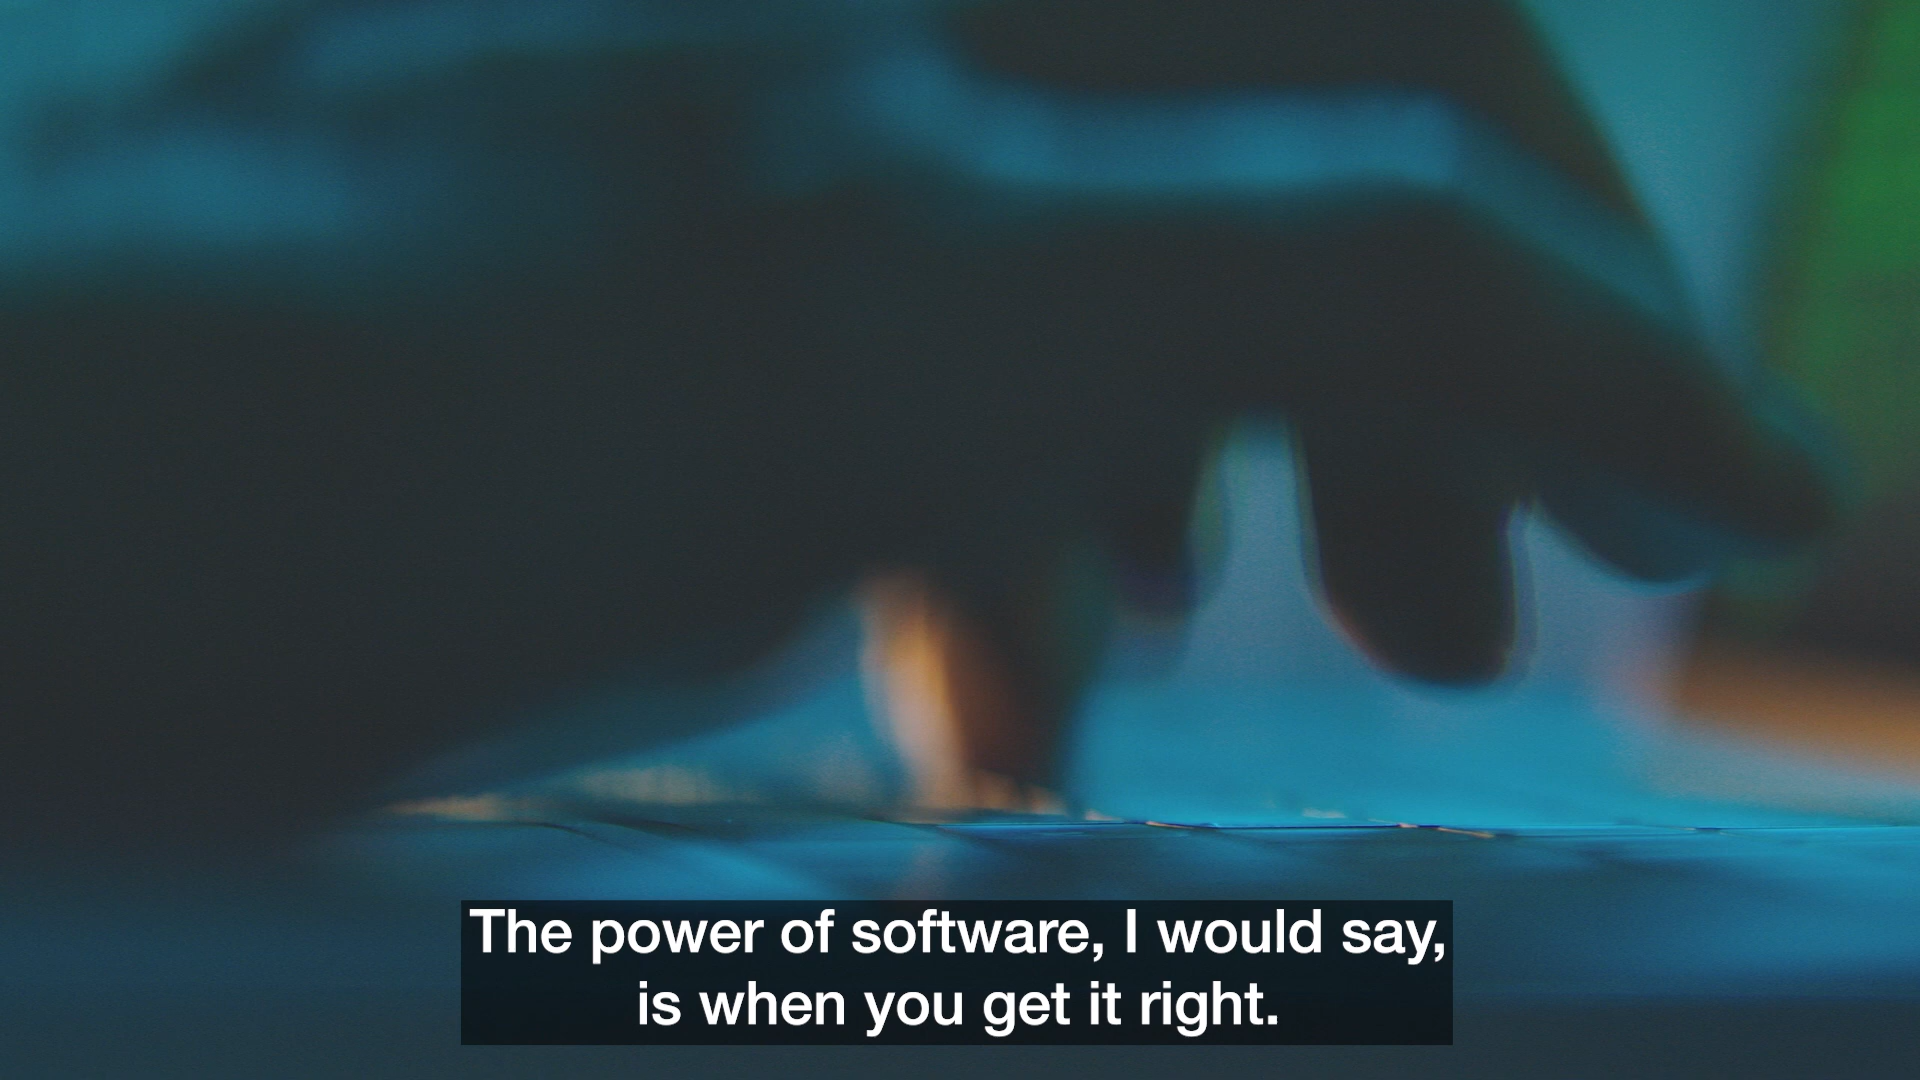 The power of software, I would say,
is when you get it right.